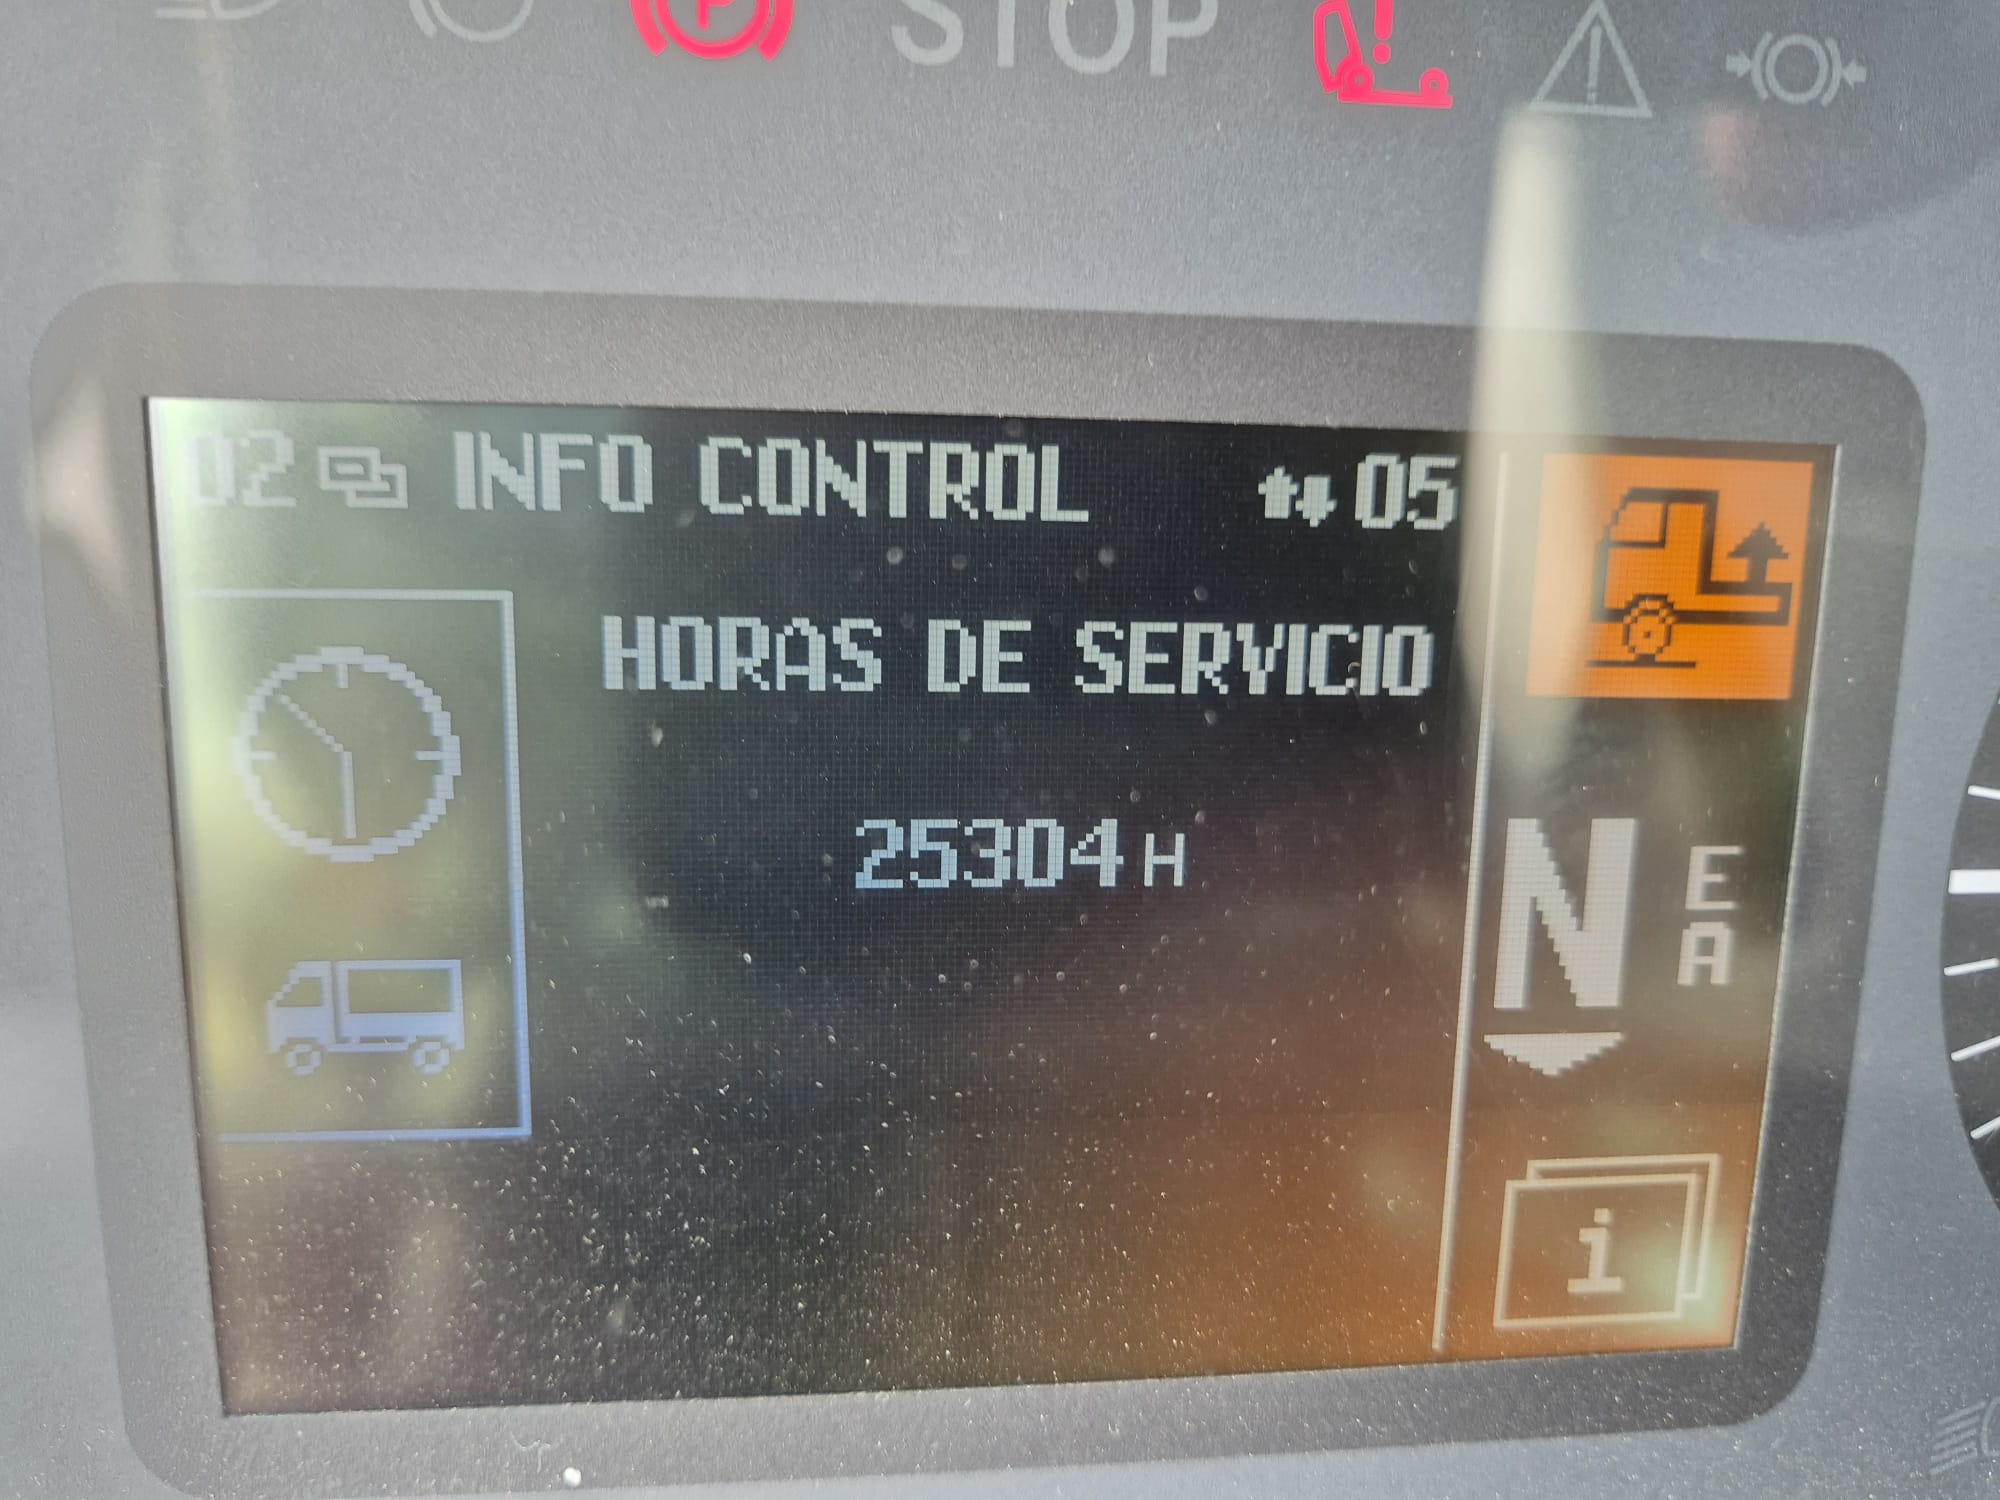 P
STOP
02 INFO CONTROL 05
HORAS DE SERVICIO
25304 H
N E
A
i